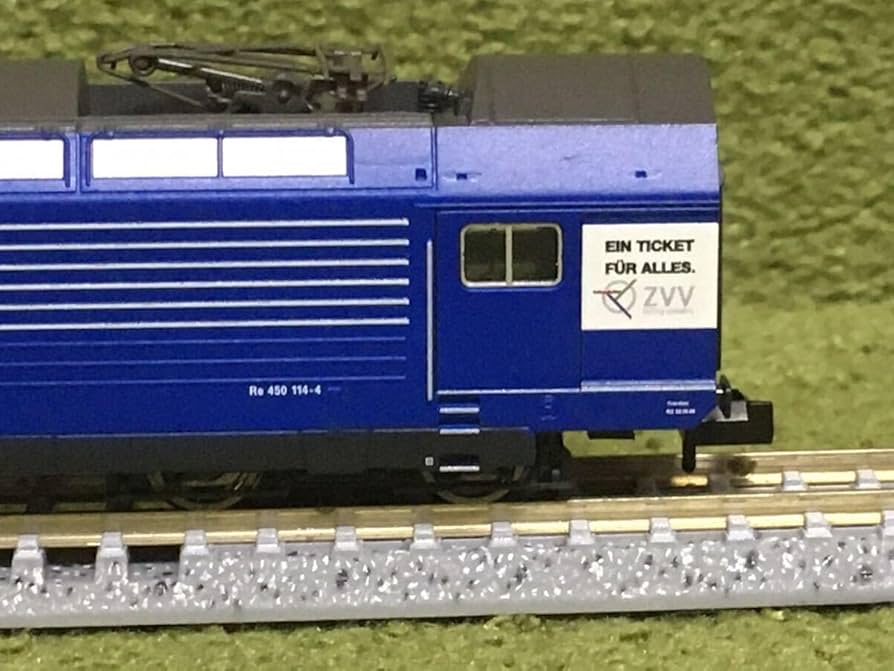 EIN TICKET
FÜR ALLES.
ZVV
Re 450 114-4